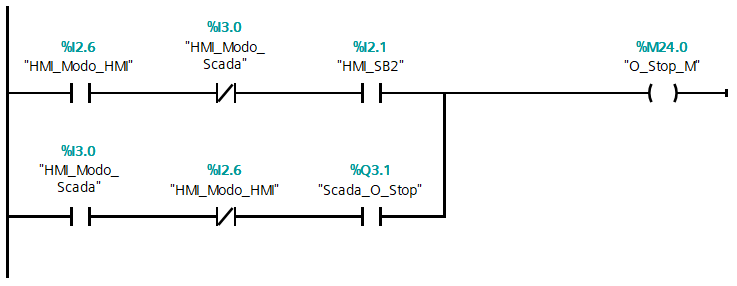 %I2.6
"HMI_Modo_HMI"
%I3.0
"HMI_Modo_
Scada"
%I2.1
"HMI_SB2"
%M24.0
"O_Stop_M"
%I3.0
"HMI_Modo_
Scada"
%I2.6
"HMI_Modo_HMI"
%Q3.1
"Scada_O_Stop"